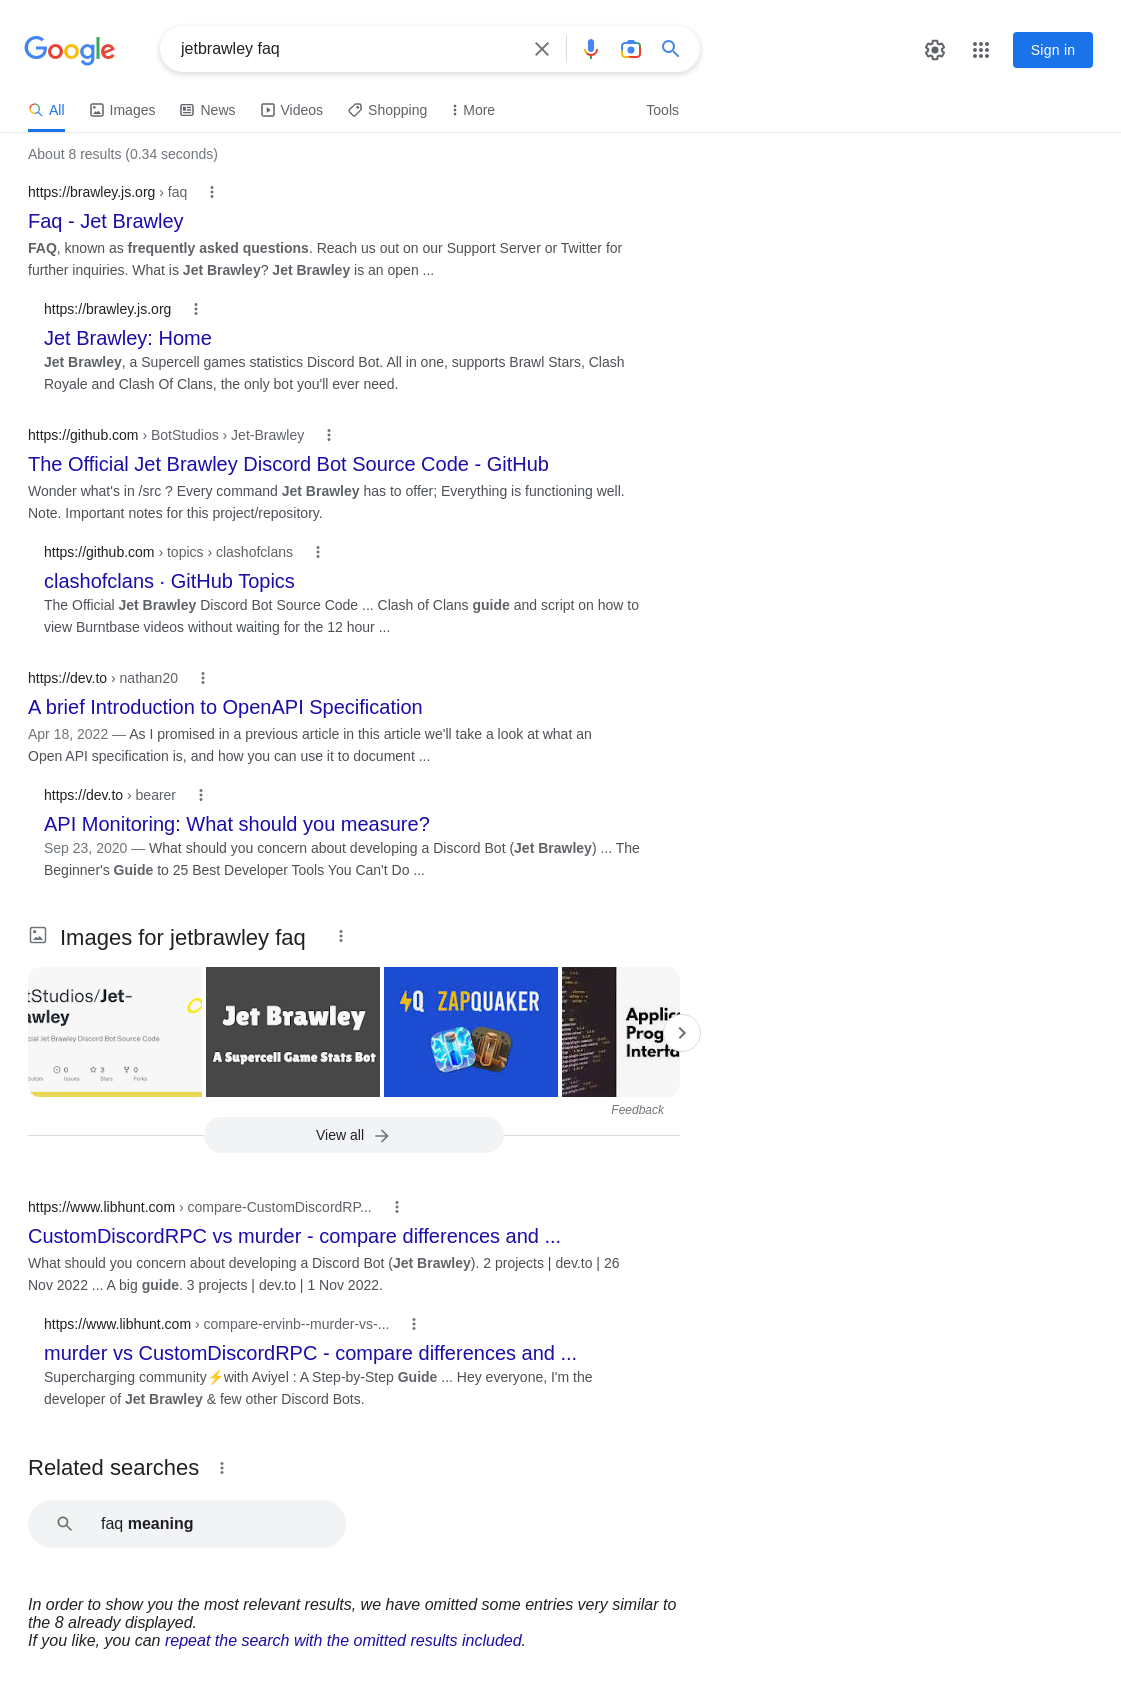 Google
jetbrawley faq
Sign in
All
Images
News
Videos
Shopping
More
Tools
About 8 results (0.34 seconds)
https://brawley.js.org › faq
Faq - Jet Brawley
FAQ, known as frequently asked questions. Reach us out on our Support Server or Twitter for
further inquiries. What is Jet Brawley? Jet Brawley is an open ...
https://brawley.js.org
Jet Brawley: Home
Jet Brawley, a Supercell games statistics Discord Bot. All in one, supports Brawl Stars, Clash
Royale and Clash Of Clans, the only bot you'll ever need.
https://github.com › BotStudios › Jet-Brawley
The Official Jet Brawley Discord Bot Source Code - GitHub
Wonder what's in /src ? Every command Jet Brawley has to offer; Everything is functioning well.
Note. Important notes for this project/repository.
https://github.com › topics › clashofclans
clashofclans · GitHub Topics
The Official Jet Brawley Discord Bot Source Code ... Clash of Clans guide and script on how to
view Burntbase videos without waiting for the 12 hour ...
https://dev.to › nathan20
A brief Introduction to OpenAPI Specification
Apr 18, 2022 — As I promised in a previous article in this article we'll take a look at what an
Open API specification is, and how you can use it to document ...
https://dev.to › bearer
API Monitoring: What should you measure?
Sep 23, 2020 — What should you concern about developing a Discord Bot (Jet Brawley) ... The
Beginner's Guide to 25 Best Developer Tools You Can't Do ...
Images for jetbrawley faq
tStudios/Jet-
awley
cial Jet Brawley Discord Bot Source Code
0
3
0
Issues
Stars
Forks
Jet Brawley
A Supercell Game Stats Bot
ZAPQUAKER
Applic
Prog
Interfa
Feedback
View all
https://www.libhunt.com › compare-CustomDiscordRP...
CustomDiscordRPC vs murder - compare differences and ...
What should you concern about developing a Discord Bot (Jet Brawley). 2 projects | dev.to | 26
Nov 2022 ... A big guide. 3 projects | dev.to | 1 Nov 2022.
https://www.libhunt.com › compare-ervinb--murder-vs-...
murder vs CustomDiscordRPC - compare differences and ...
Supercharging community⚡with Aviyel : A Step-by-Step Guide ... Hey everyone, I'm the
developer of Jet Brawley & few other Discord Bots.
Related searches
faq meaning
In order to show you the most relevant results, we have omitted some entries very similar to
the 8 already displayed.
If you like, you can repeat the search with the omitted results included.